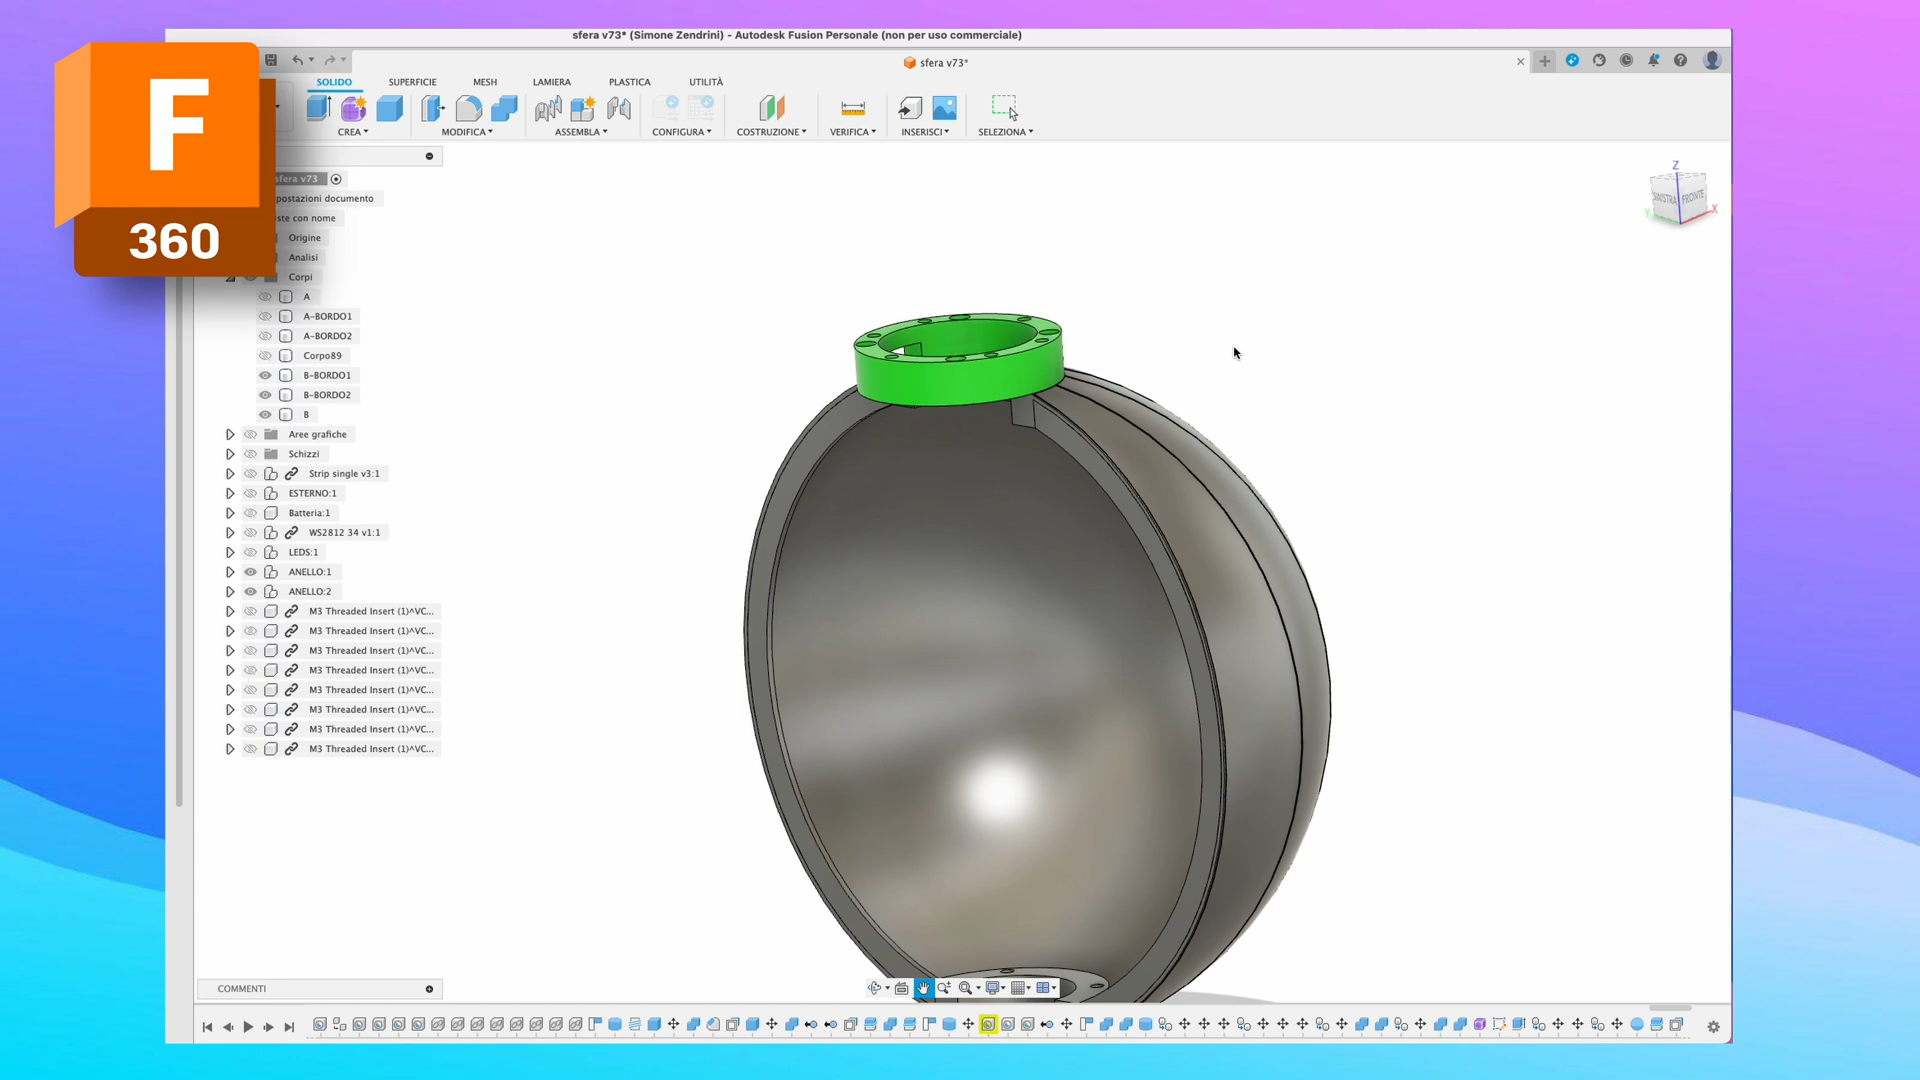 sfera v73* (Simone Zendrini) - Autodesk Fusion Personale (non per uso commerciale)
sfera v73*
F
360
SOLIDO
SUPERFICIE
MESH
LAMIERA
PLASTICA
UTILITÀ
CREA
MODIFICA
ASSEMBLA
CONFIGURA
COSTRUZIONE
VERIFICA
INSERISCI
SELEZIONA
sfera v73
postazioni documento
ste con nome
Origine
Analisi
Corpi
A
A-BORDO1
A-BORDO2
Corpo89
B-BORDO1
B-BORDO2
B
Aree grafiche
Schizzi
Strip single v3:1
ESTERNO:1
Batteria:1
WS2812 34 v1:1
LEDS:1
ANELLO:1
ANELLO:2
M3 Threaded Insert (1)^VC...
M3 Threaded Insert (1)^VC...
M3 Threaded Insert (1)^VC...
M3 Threaded Insert (1)^VC...
M3 Threaded Insert (1)^VC...
M3 Threaded Insert (1)^VC...
M3 Threaded Insert (1)^VC...
M3 Threaded Insert (1)^VC...
Z
SINISTRA
FRONTE
Y
X
COMMENTI